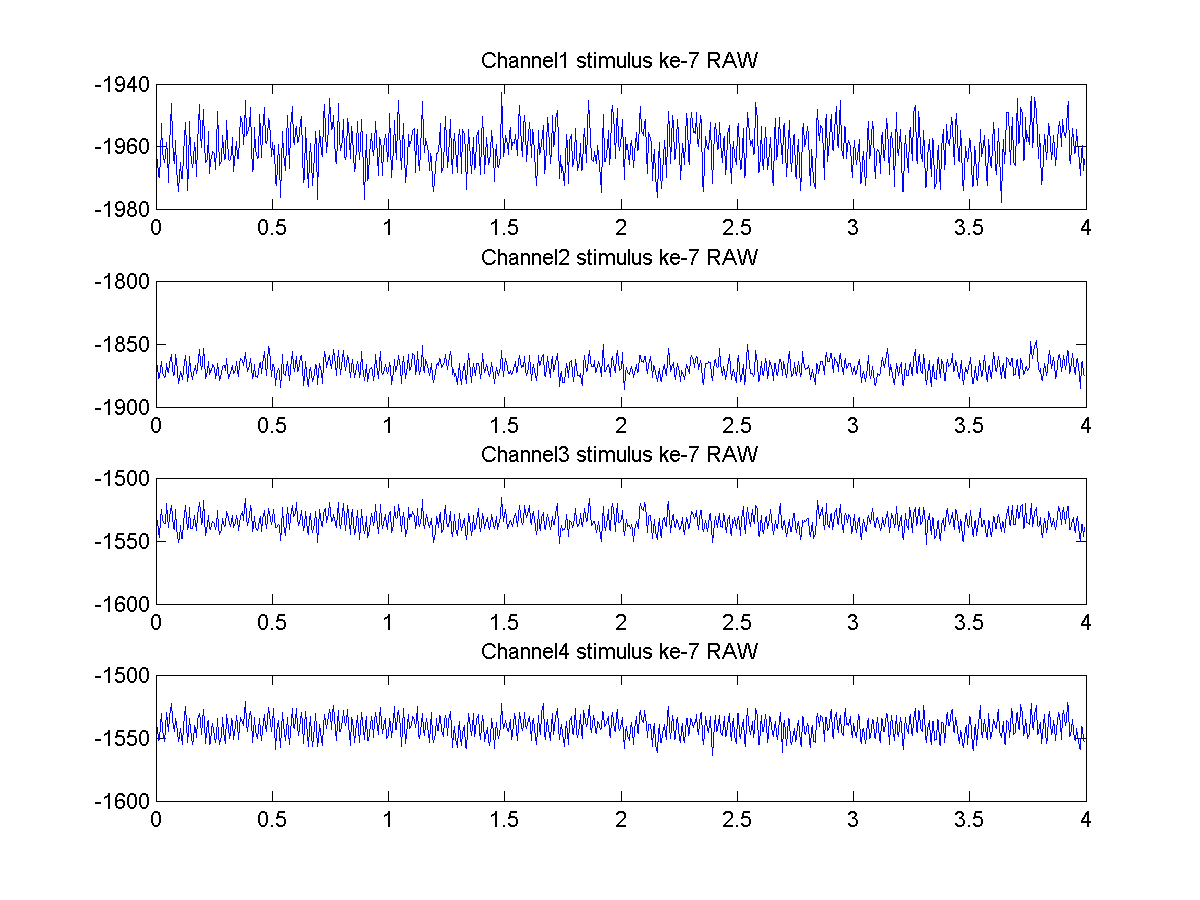 Channel1 stimulus ke-7 RAW
-1940
-1960
-1980
0 0.5 1 1.5 2 2.5 3 3.5 4
Channel2 stimulus ke-7 RAW
-1800
-1850
-1900
0 0.5 1 1.5 2 2.5 3 3.5 4
Channel3 stimulus ke-7 RAW
-1500
-1550
-1600
0 0.5 1 1.5 2 2.5 3 3.5 4
Channel4 stimulus ke-7 RAW
-1500
-1550
-1600
0 0.5 1 1.5 2 2.5 3 3.5 4